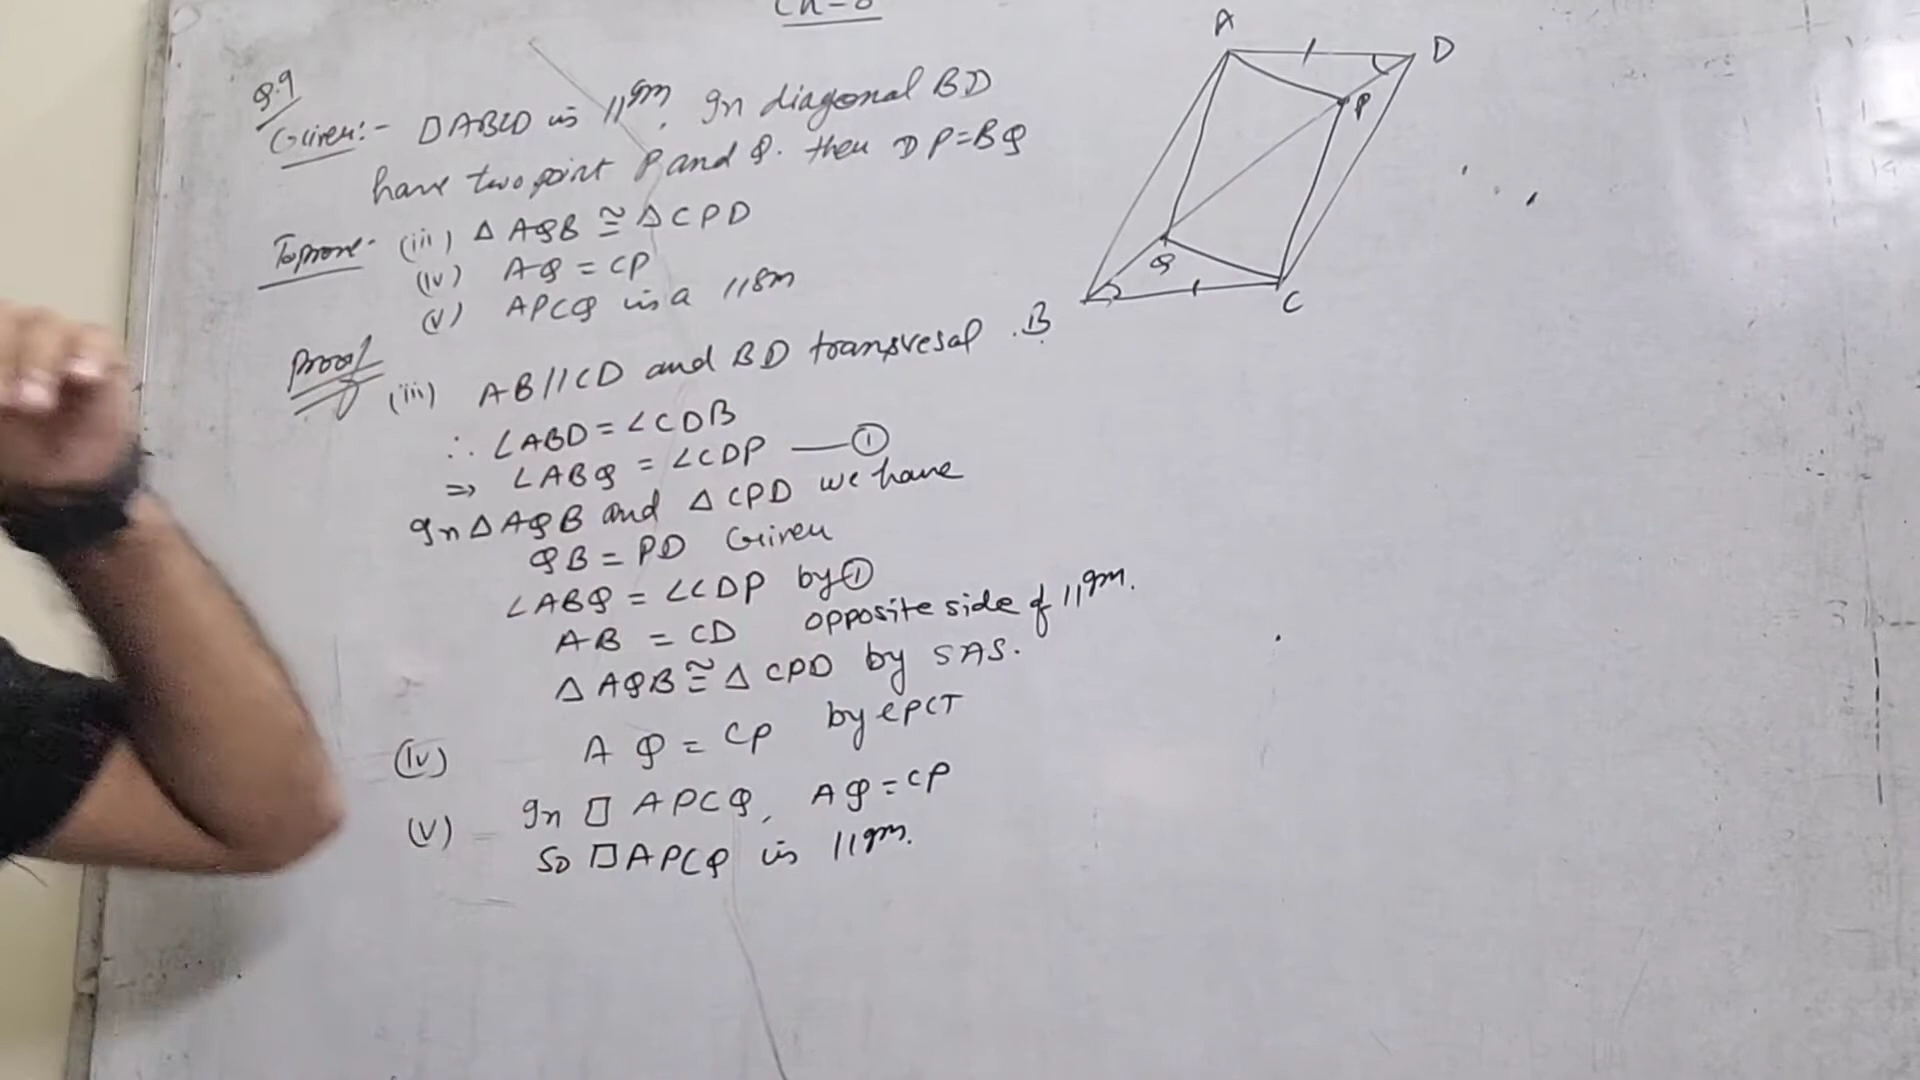 Ch-8
Q.9
Given:- □ABCD is ||gm. In diagonal BD
have two point P and Q. then DP=BQ
To prove- (iii) △ AQB ≅ △ CPD
(iv) AQ = CP
(v) APCQ is a ||gm
Proof
(iii) AB//CD and BD transvesal
∴ ∠ABD = ∠CDB
⇒ ∠ABQ = ∠CDP —①
In △ AQB and △ CPD we have
QB = PD Given
∠ABQ = ∠CDP by①
AB = CD opposite side of ||gm.
△ AQB ≅ △ CPD by SAS.
(iv) AQ = CP by CPCT
(v) In □ APCQ, AQ = CP
So □APCQ is ||gm.
A
D
P
Q
B
C